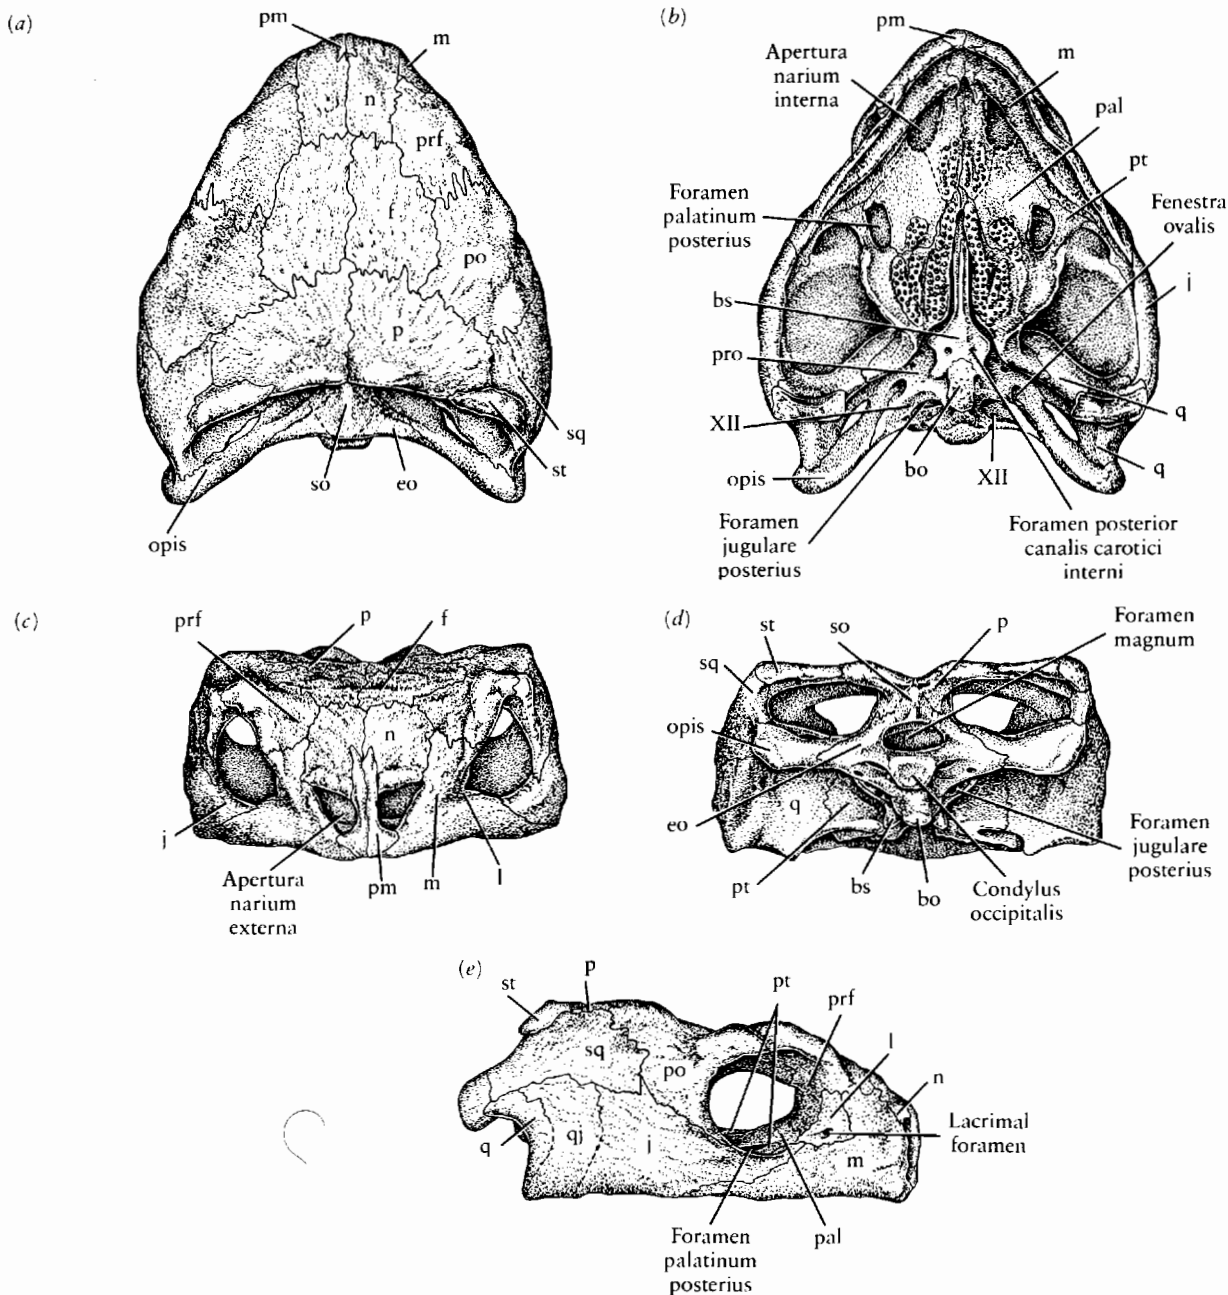 (a)
pm
m
n
prf
f
po
p
sq
st
so
eo
opis
(b)
pm
Apertura
narium
interna
m
pal
pt
Foramen
palatinum
posterius
Fenestra
ovalis
bs
j
pro
XII
q
bo
XII
q
opis
Foramen
jugulare
posterius
Foramen posterior
canalis carotici
interni
(c)
prf
p
f
n
j
Apertura
narium
externa
pm
m
l
(d)
st
so
p
Foramen
magnum
sq
opis
q
eo
pt
bs
bo
Condylus
occipitalis
Foramen
jugulare
posterius
(e)
st
p
pt
prf
l
sq
po
n
Lacrimal
foramen
q
qj
j
m
Foramen
palatinum
posterius
pal